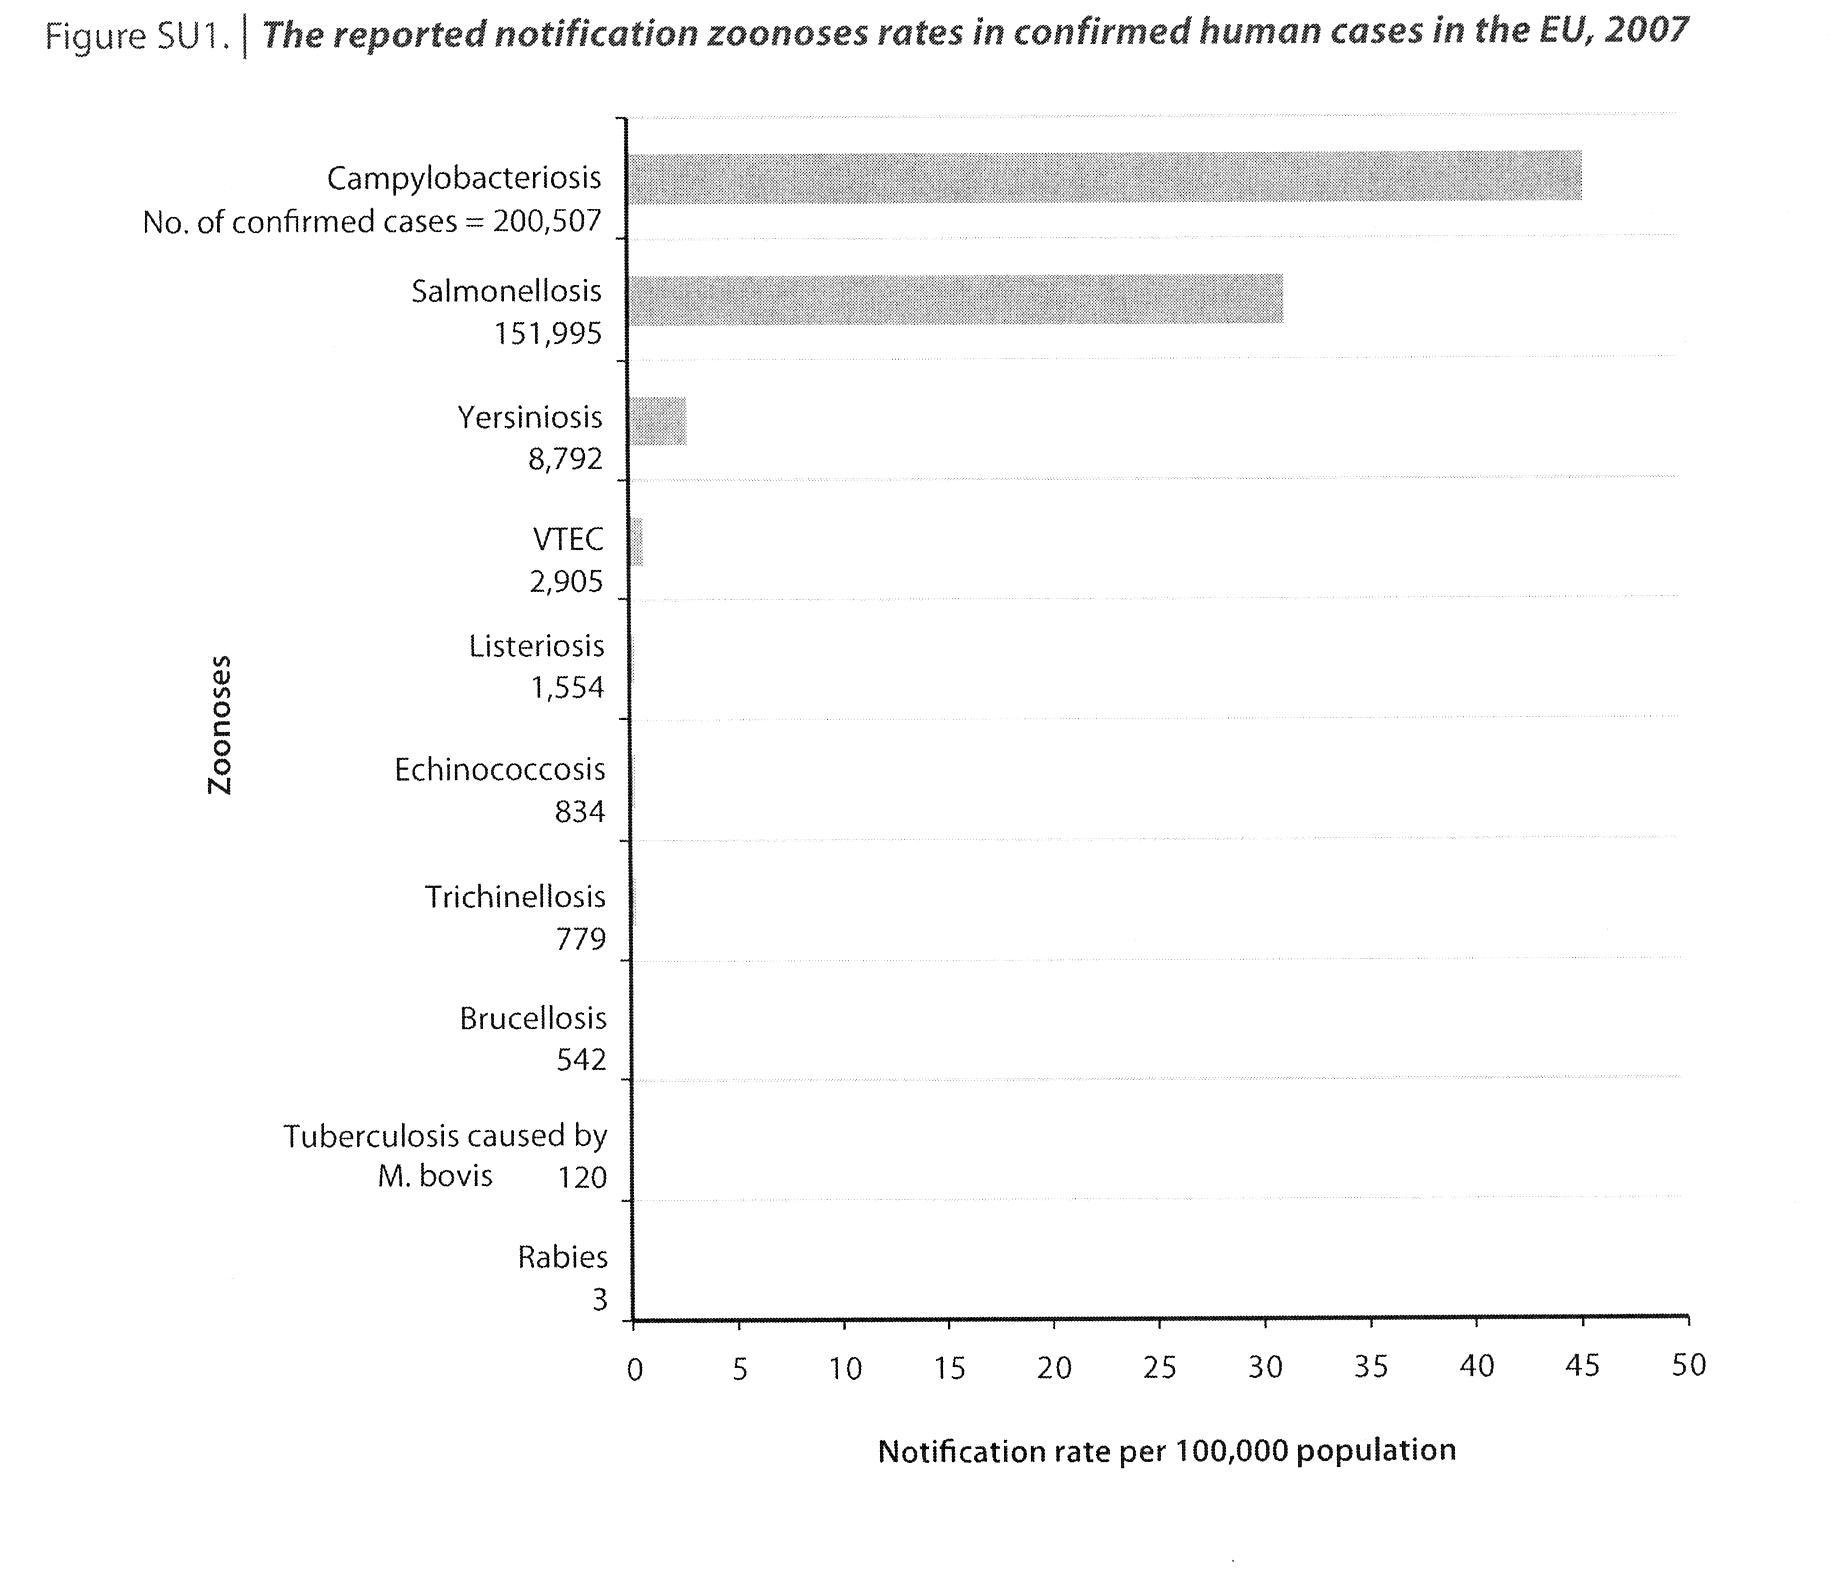 Figure SU1. | The reported notification zoonoses rates in confirmed human cases in the EU, 2007
Campylobacteriosis
No. of confirmed cases = 200,507
Salmonellosis
151,995
Yersiniosis
8,792
VTEC
2,905
Listeriosis
1,554
Echinococcosis
834
Trichinellosis
779
Brucellosis
542
Tuberculosis caused by
M. bovis 120
Rabies
3
Zoonoses
0 5 10 15 20 25 30 35 40 45 50
Notification rate per 100,000 population